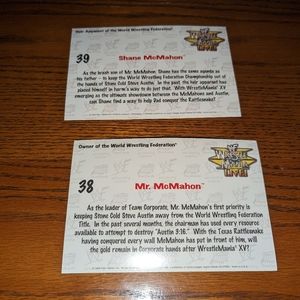 Heir Apparent of the World Wrestling Federation®
39
Shane McMahon™
As the brash son of Mr. McMahon, Shane has the same agenda as
his father - to keep the World Wrestling Federation Championship out of the
hands of Stone Cold Steve Austin. In the past, the heir apparent has
placed himself in harm's way to do just that. With WrestleMania XV
emerging as the ultimate showdown between the McMahons and Austin
can Shane find a way to help Dad conquer the Rattlesnake?
Owner of the World Wrestling Federation®
38
Mr. McMahon™
As the leader of Team Corporate, Mr. McMahon's first priority is
keeping Stone Cold Steve Austin away from the World Wrestling Federation
Title. In the past several months, the chairman has used every resource
available to attempt to destroy "Austin 3:16." With the Texas Rattlesnake
having conquered every wall McMahon has put in front of him, will
the gold remain in Corporate hands after WrestleMania XV?